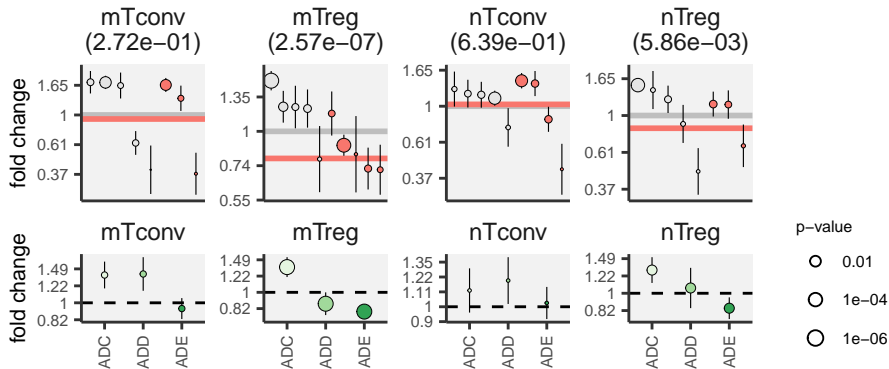 mTconv
(2.72e−01)
mTreg
(2.57e−07)
nTconv
(6.39e−01)
nTreg
(5.86e−03)
fold change
1.65
1
0.61
0.37
1.35
1
0.74
0.55
1.65
1
0.61
0.37
1.65
1
0.61
0.37
mTconv
mTreg
nTconv
nTreg
fold change
1.49
1.22
1
0.82
1.49
1.22
1
0.82
1.35
1.22
1.1
1
0.9
1.49
1.22
1
0.82
ADC
ADD
ADE
ADC
ADD
ADE
ADC
ADD
ADE
ADC
ADD
ADE
p−value
0.01
1e−04
1e−06